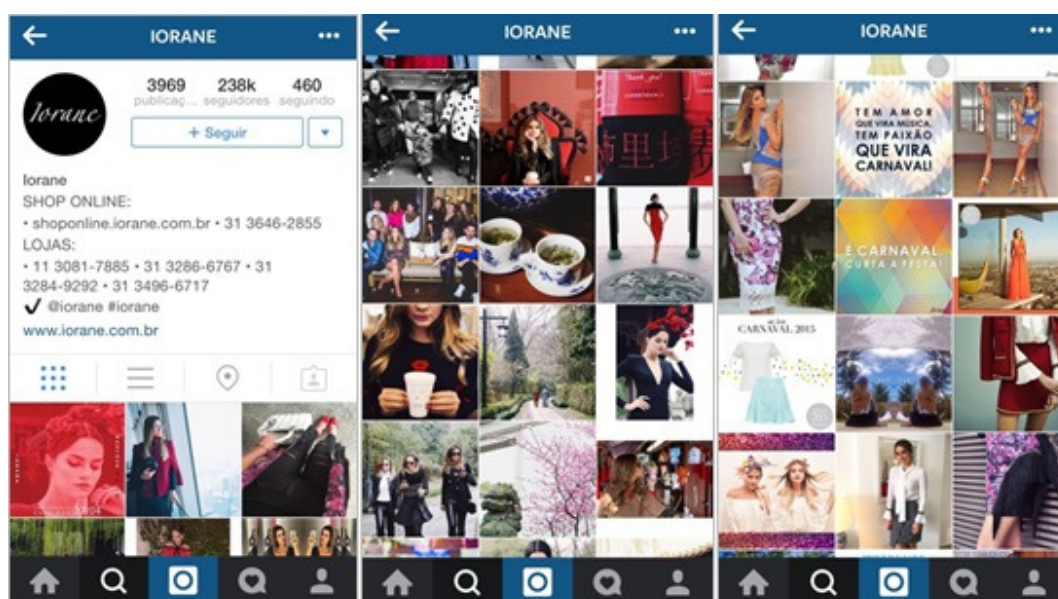 IORANE
Iorane
3969 238k 460
publicaç... seguidores seguindo
+ Seguir
Iorane
SHOP ONLINE:
• shoponline.iorane.com.br • 31 3646-2855
LOJAS:
• 11 3081-7885 • 31 3286-6767 • 31
3284-9292 • 31 3496-6717
✓ @iorane #iorane
www.iorane.com.br
IORANE
Thank you!
IORANE
TEM AMOR
QUE VIRA MÚSICA,
TEM PAIXÃO
QUE VIRA
CARNAVAL!
É CARNAVAL,
CURTA A FESTA!
CARNAVAL 2015